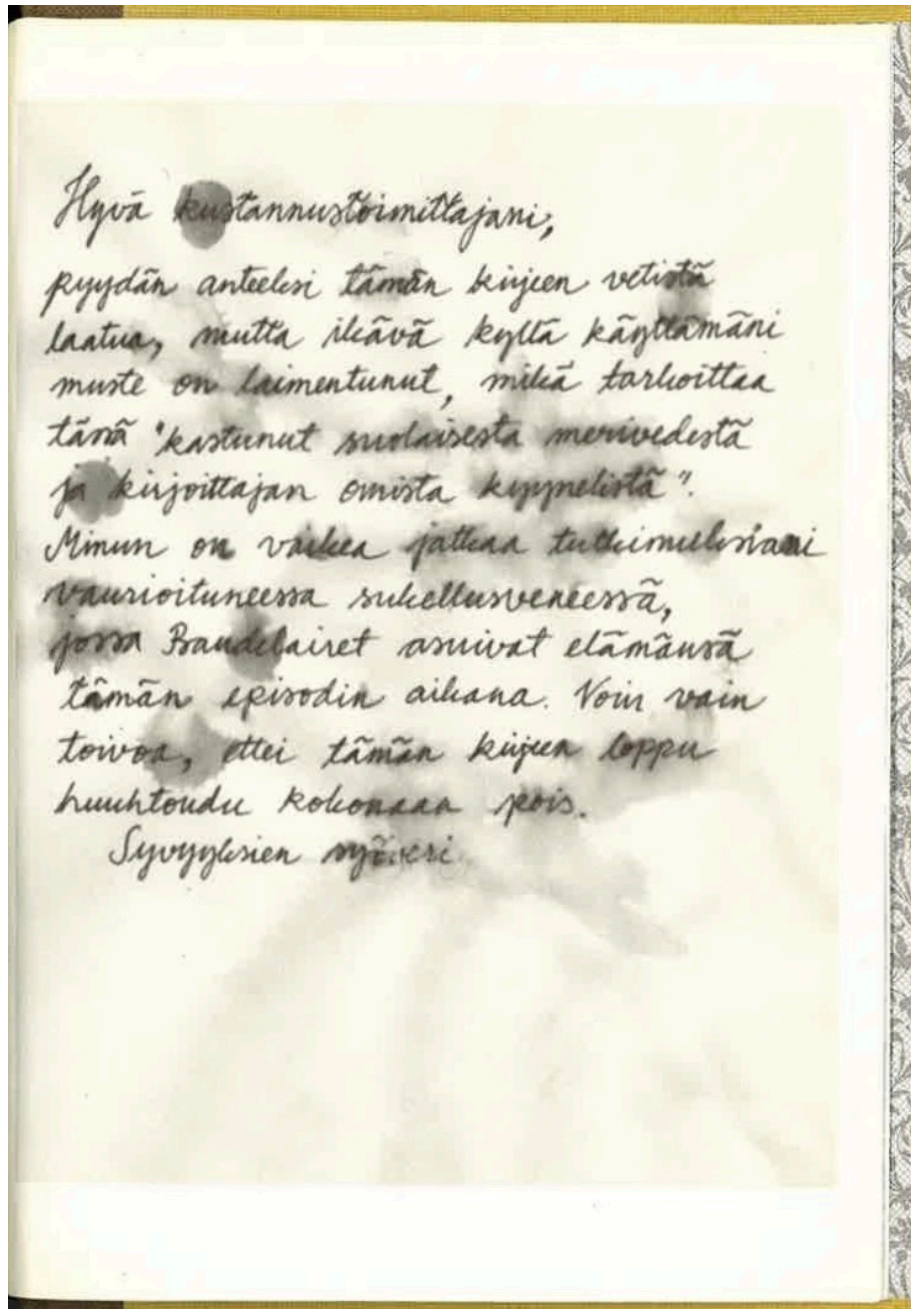 Hyvä kustannustoimittajani,
pyydän anteeksi tämän kirjeen vetistä
laatua, mutta ikävä kyllä käyttämäni
muste on laimentunut, mikä tarkoittaa
tässä "kastunut suolaisesta merivedestä
ja kirjoittajan omista kyynelistä".
Minun on vaikea jatkaa tutkimuksiani
vaurioituneessa sukellusveneessä,
jossa Baudelairet asuivat elämänsä
tämän episodin aikana. Voin vain
toivoa, ettei tämän kirjeen loppu
huuhtoudu kokonaan pois.
Syvyyksien syöveri